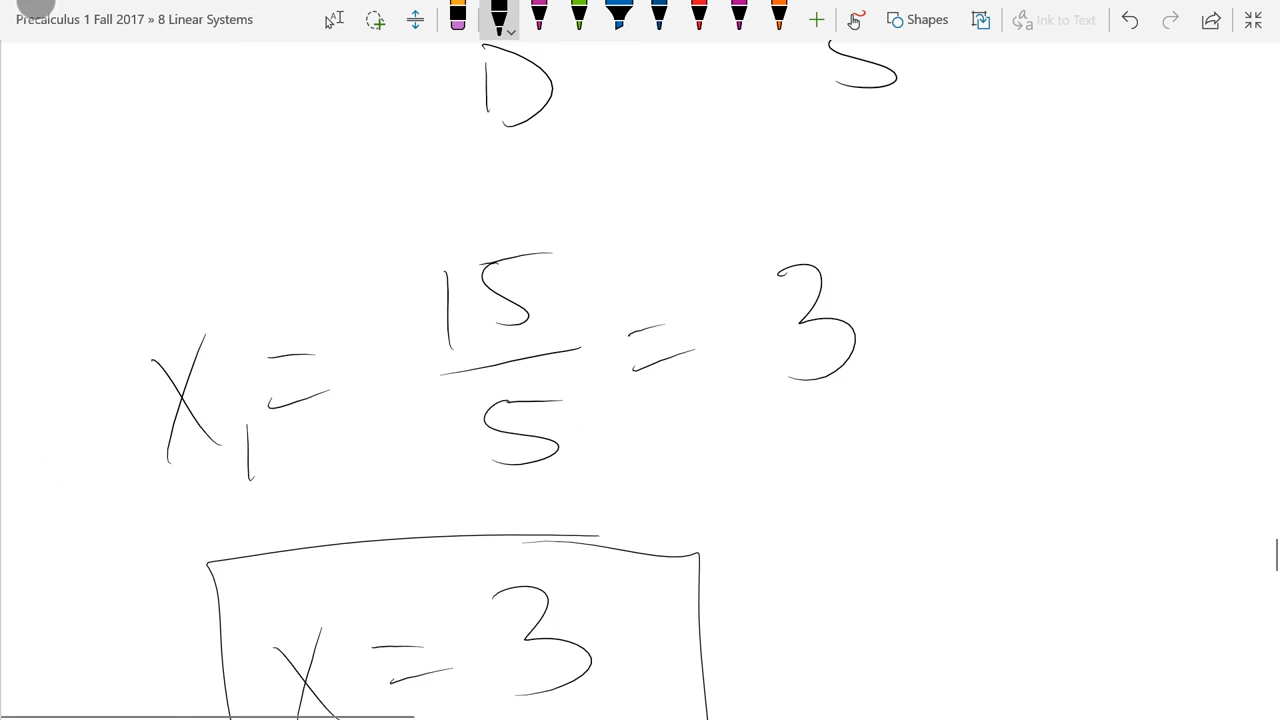 Precalculus 1 Fall 2017 » 8 Linear Systems
Shapes
Ink to Text
D 5
x₁ = 15/5 = 3
x = 3